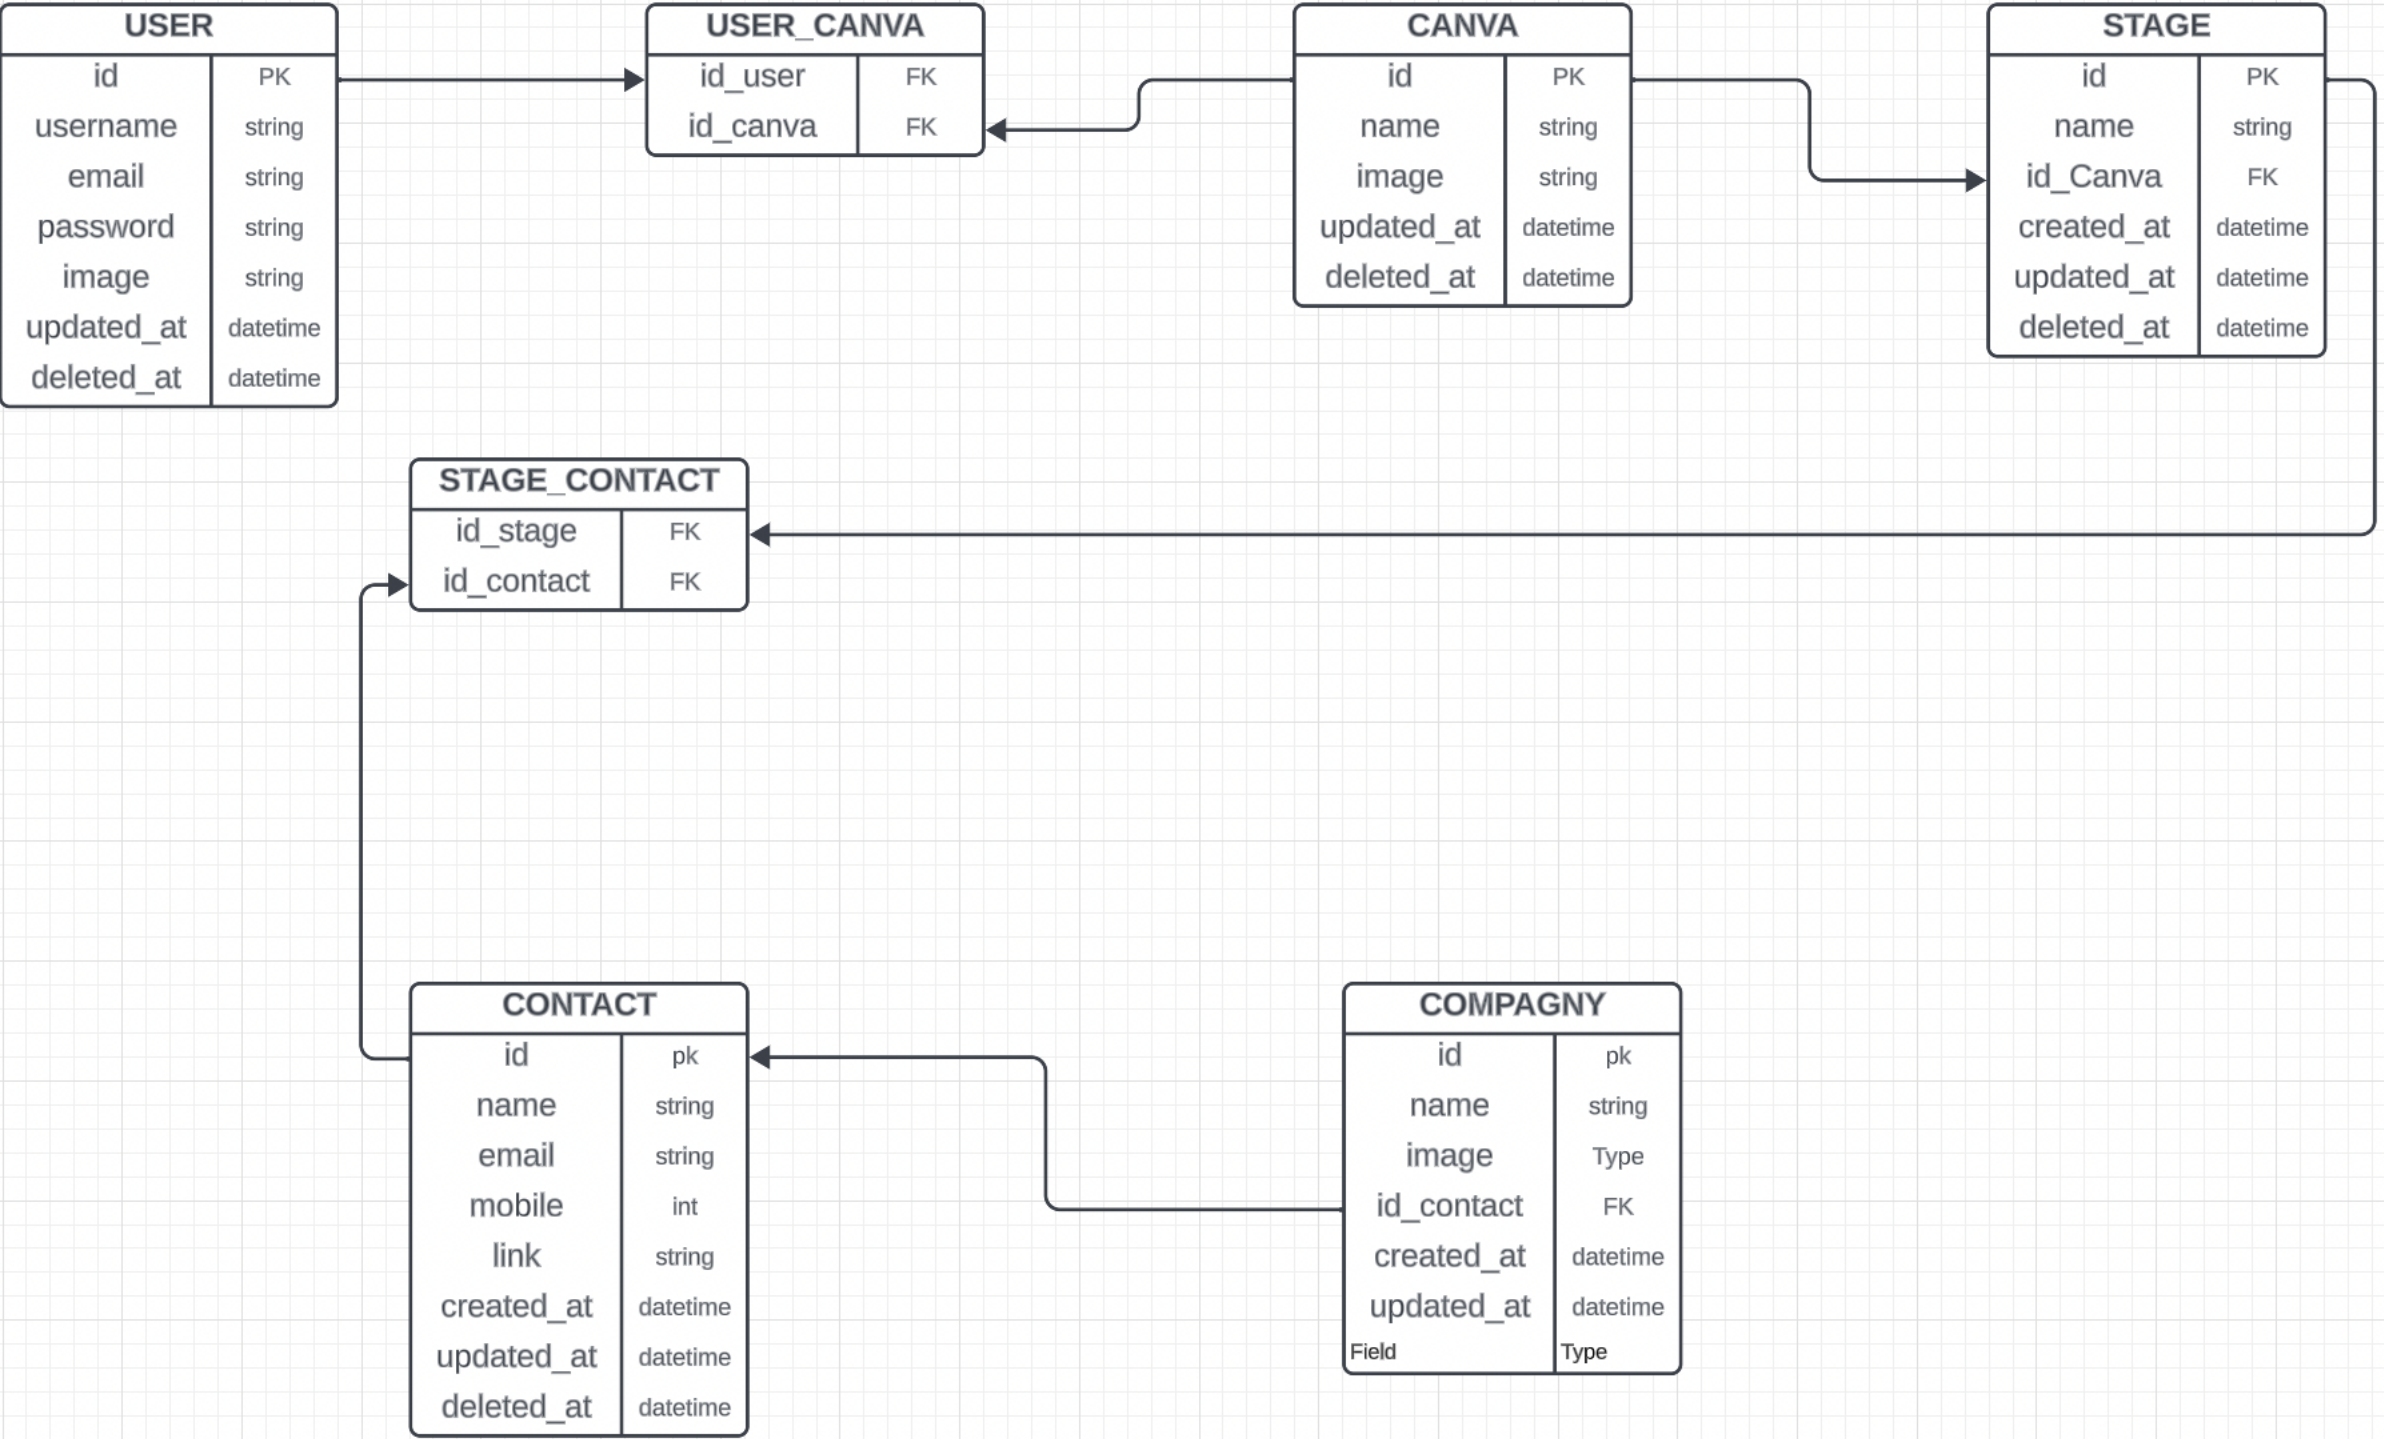 USER
id PK
username string
email string
password string
image string
updated_at datetime
deleted_at datetime
USER_CANVA
id_user FK
id_canva FK
CANVA
id PK
name string
image string
updated_at datetime
deleted_at datetime
STAGE
id PK
name string
id_Canva FK
created_at datetime
updated_at datetime
deleted_at datetime
STAGE_CONTACT
id_stage FK
id_contact FK
CONTACT
id pk
name string
email string
mobile int
link string
created_at datetime
updated_at datetime
deleted_at datetime
COMPAGNY
id pk
name string
image Type
id_contact FK
created_at datetime
updated_at datetime
Field Type